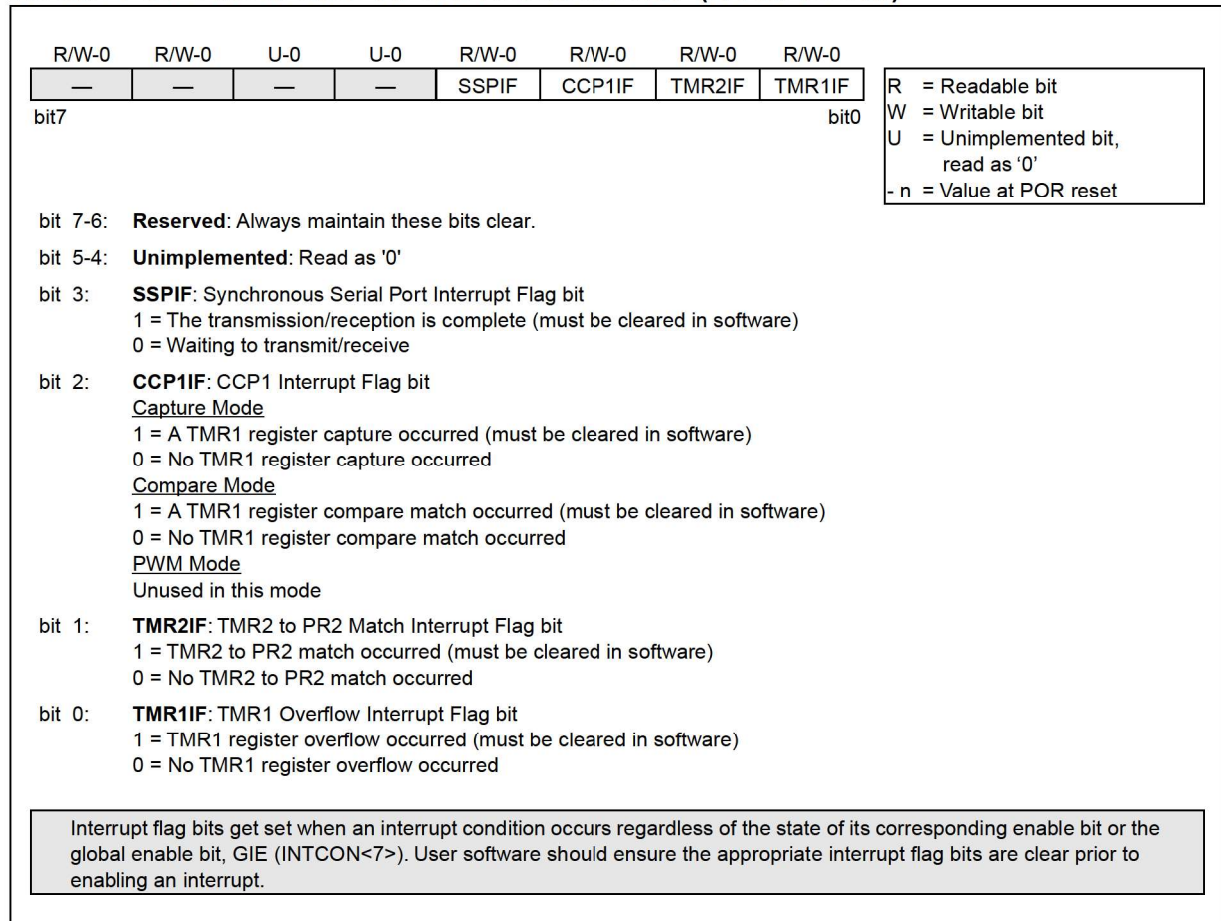 R/W-0 R/W-0 U-0 U-0 R/W-0 R/W-0 R/W-0 R/W-0
— — — — SSPIF CCP1IF TMR2IF TMR1IF
bit7 bit0
R = Readable bit
W = Writable bit
U = Unimplemented bit,
read as ‘0’
- n = Value at POR reset
bit 7-6: Reserved: Always maintain these bits clear.
bit 5-4: Unimplemented: Read as '0'
bit 3: SSPIF: Synchronous Serial Port Interrupt Flag bit
1 = The transmission/reception is complete (must be cleared in software)
0 = Waiting to transmit/receive
bit 2: CCP1IF: CCP1 Interrupt Flag bit
Capture Mode
1 = A TMR1 register capture occurred (must be cleared in software)
0 = No TMR1 register capture occurred
Compare Mode
1 = A TMR1 register compare match occurred (must be cleared in software)
0 = No TMR1 register compare match occurred
PWM Mode
Unused in this mode
bit 1: TMR2IF: TMR2 to PR2 Match Interrupt Flag bit
1 = TMR2 to PR2 match occurred (must be cleared in software)
0 = No TMR2 to PR2 match occurred
bit 0: TMR1IF: TMR1 Overflow Interrupt Flag bit
1 = TMR1 register overflow occurred (must be cleared in software)
0 = No TMR1 register overflow occurred
Interrupt flag bits get set when an interrupt condition occurs regardless of the state of its corresponding enable bit or the
global enable bit, GIE (INTCON<7>). User software should ensure the appropriate interrupt flag bits are clear prior to
enabling an interrupt.